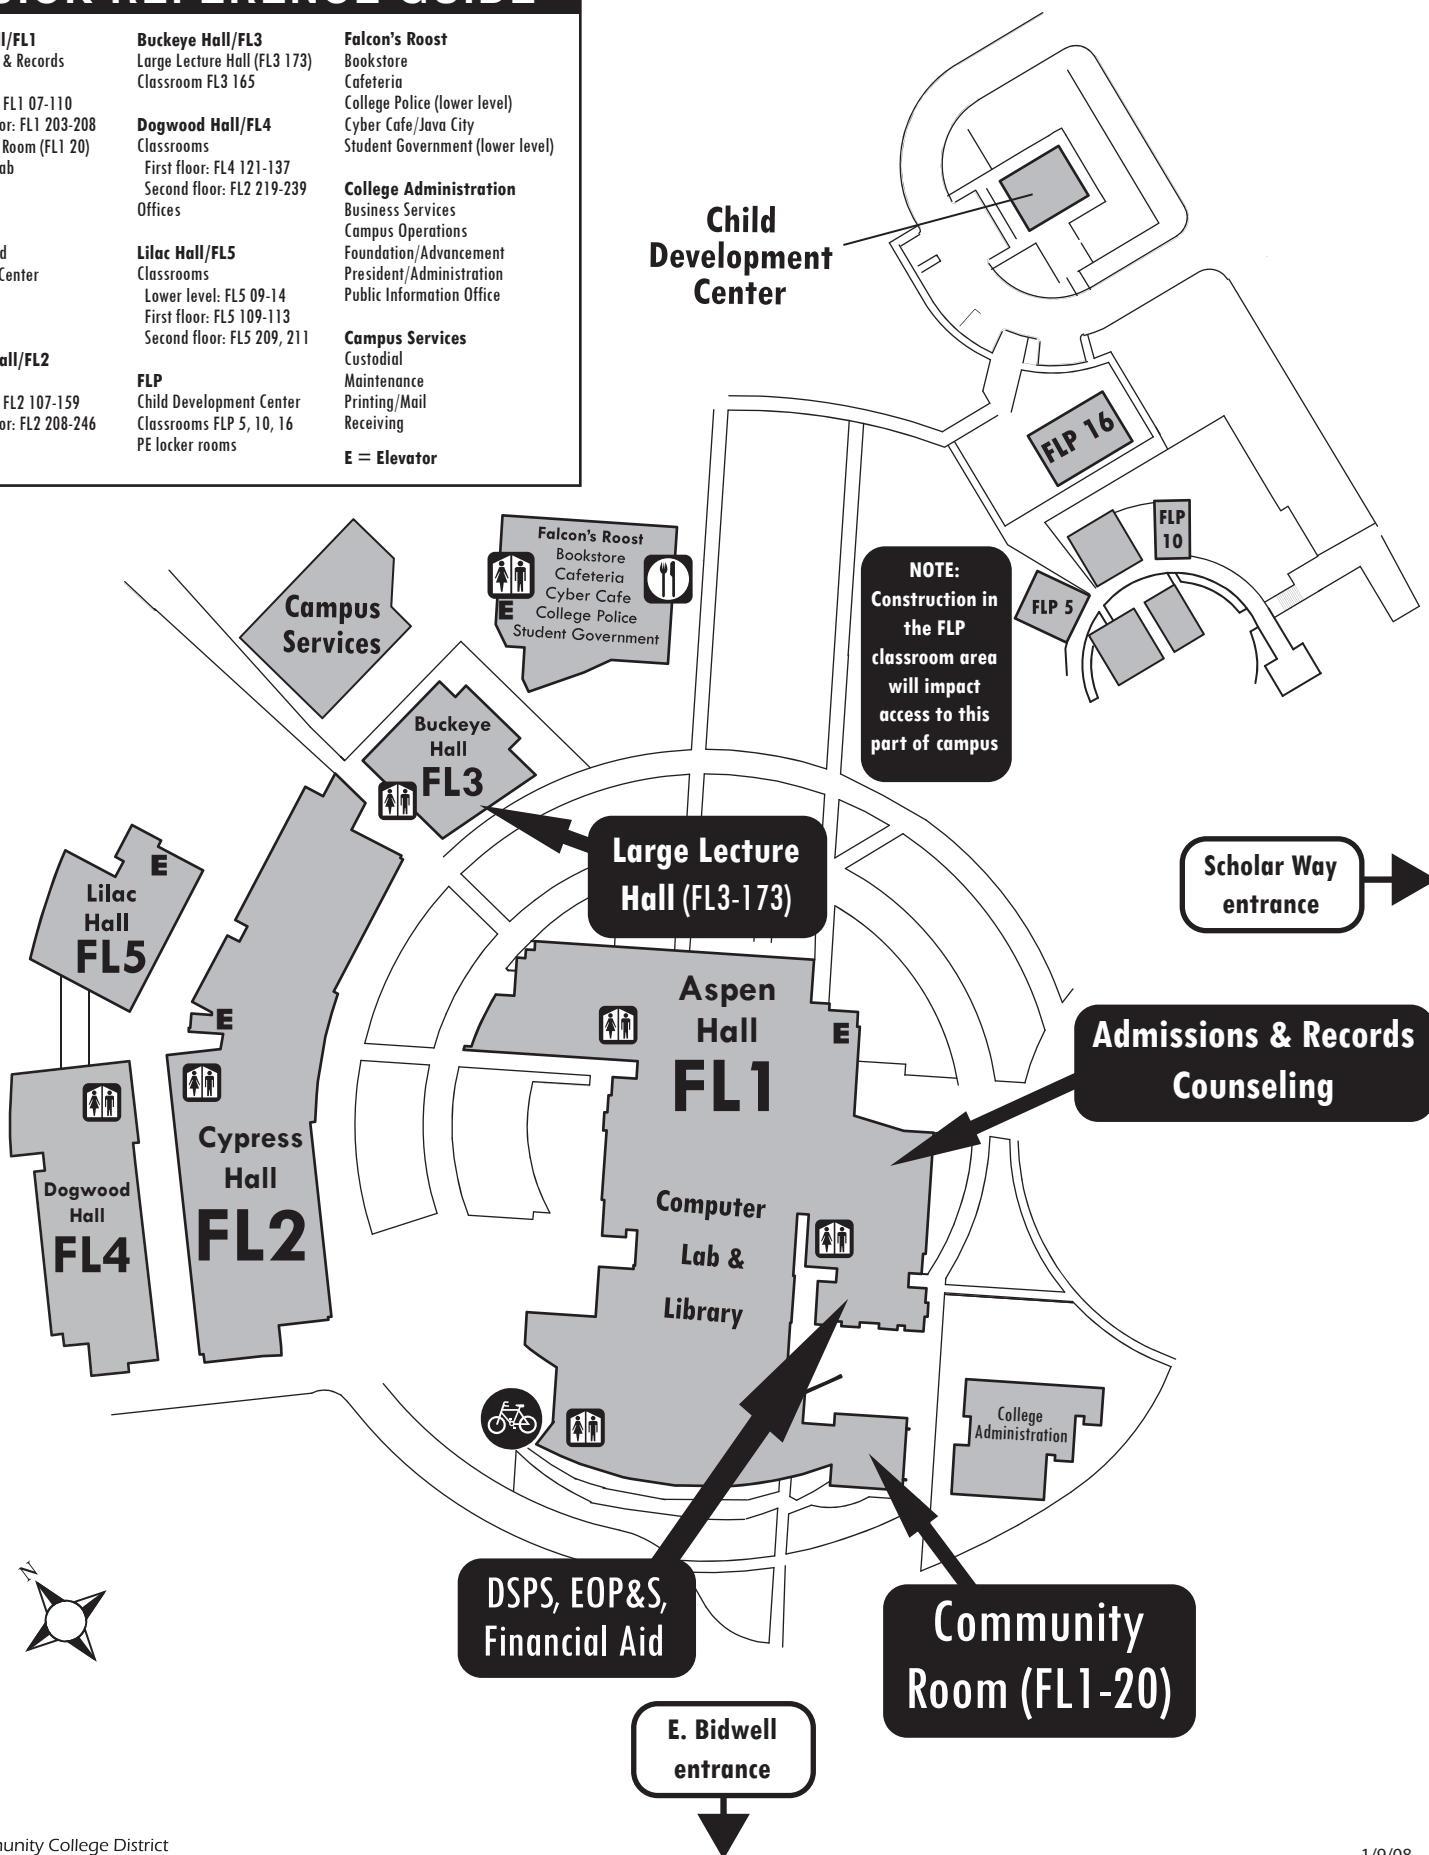 QUICK REFERENCE GUIDE
ll/FL1
& Records
FL1 07-110
or: FL1 203-208
Room (FL1 20)
ab
d
Center
all/FL2
FL2 107-159
or: FL2 208-246
Buckeye Hall/FL3
Large Lecture Hall (FL3 173)
Classroom FL3 165
Dogwood Hall/FL4
Classrooms
First floor: FL4 121-137
Second floor: FL2 219-239
Offices
Lilac Hall/FL5
Classrooms
Lower level: FL5 09-14
First floor: FL5 109-113
Second floor: FL5 209, 211
FLP
Child Development Center
Classrooms FLP 5, 10, 16
PE locker rooms
Falcon's Roost
Bookstore
Cafeteria
College Police (lower level)
Cyber Cafe/Java City
Student Government (lower level)
College Administration
Business Services
Campus Operations
Foundation/Advancement
President/Administration
Public Information Office
Campus Services
Custodial
Maintenance
Printing/Mail
Receiving
E = Elevator
Child
Development
Center
FLP 16
FLP
10
FLP 5
NOTE:
Construction in
the FLP
classroom area
will impact
access to this
part of campus
Falcon's Roost
Bookstore
Cafeteria
Cyber Cafe
College Police
Student Government
E
Campus
Services
Buckeye
Hall
FL3
Large Lecture
Hall (FL3-173)
Scholar Way
entrance
E
Lilac
Hall
FL5
Aspen
Hall
FL1
E
E
Admissions & Records
Counseling
Cypress
Hall
FL2
Dogwood
Hall
FL4
Computer
Lab &
Library
College
Administration
N
DSPS, EOP&S,
Financial Aid
Community
Room (FL1-20)
E. Bidwell
entrance
munity College District
1/9/08